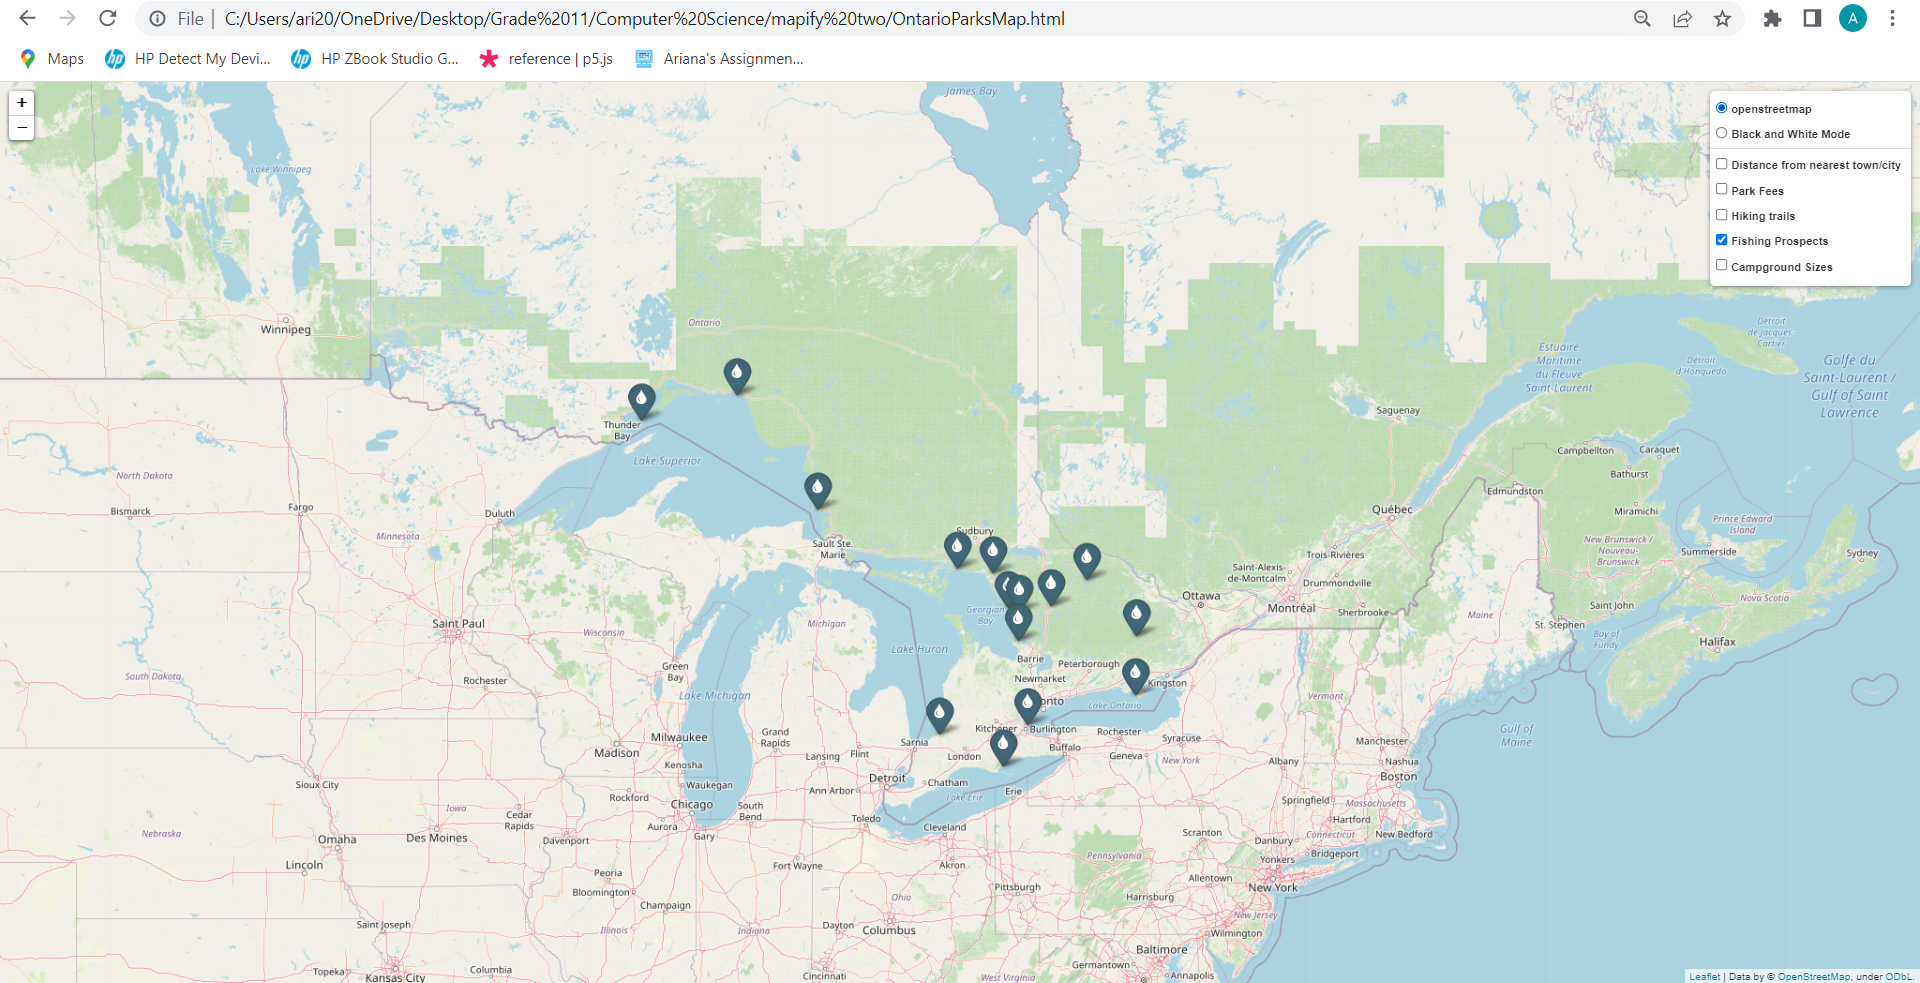 File | C:/Users/ari20/OneDrive/Desktop/Grade%2011/Computer%20Science/mapify%20two/OntarioParksMap.html
A
Maps
HP Detect My Devi...
HP ZBook Studio G...
reference | p5.js
Ariana's Assignmen...
+
−
openstreetmap
Black and White Mode
Distance from nearest town/city
Park Fees
Hiking trails
Fishing Prospects
Campground Sizes
James Bay
Lake Winnipeg
Winnipeg
Ontario
Détroit
de Jacques
Cartier
Détroit
d'Honguedo
Golfe du
Saint-Laurent /
Gulf of Saint
Lawrence
Estuaire
Maritime
du Fleuve
Saint-Laurent
Saguenay
Thunder
Bay
Lake Superior
Campbellton
Caraquet
Bathurst
North Dakota
Bismarck
Fargo
Duluth
Minnesota
Edmundston
Miramichi
Québec
Prince Edward
Island
Sault Ste.
Marie
Sudbury
New Brunswick /
Nouveau-
Brunswick
Summerside
Sydney
Trois-Rivières
Saint-Alexis-
de-Montcalm
Drummondville
Ottawa
Montréal
Sherbrooke
Maine
Saint John
Nova Scotia
St. Stephen
Bay of
Fundy
Halifax
Georgian
Bay
Saint Paul
Wisconsin
Michigan
Lake Huron
Green
Bay
Barrie
Newmarket
Peterborough
Kingston
South Dakota
Rochester
Lake Michigan
Vermont
Lake Ontario
onto
Gulf of
Maine
Sarnia
Kitchener
Burlington
Rochester
Syracuse
Manchester
Grand
Rapids
Milwaukee
Madison
Lansing
Flint
London
Buffalo
Geneva
New York
Albany
Nashua
Kenosha
Boston
Detroit
Chatham
Sioux City
Waukegan
Ann Arbor
Lake Erie
Erie
Rockford
Chicago
South
Bend
Springfield
Massachusetts
Iowa
Cedar
Rapids
Toledo
Hartford
Aurora
Gary
Cleveland
Scranton
Connecticut
New Bedford
Nebraska
Omaha
Des Moines
Davenport
Danbury
Bridgeport
Yonkers
Pennsylvania
Lincoln
Fort Wayne
Akron
Peoria
Bloomington
Allentown
New York
Pittsburgh
Harrisburg
Ohio
Champaign
New Jersey
Saint Joseph
Illinois
Indiana
Dayton
Columbus
Wilmington
Baltimore
Topeka
Kansas City
Columbia
Cincinnati
West Virginia
Germantown
Annapolis
Leaflet | Data by © OpenStreetMap, under ODbL.